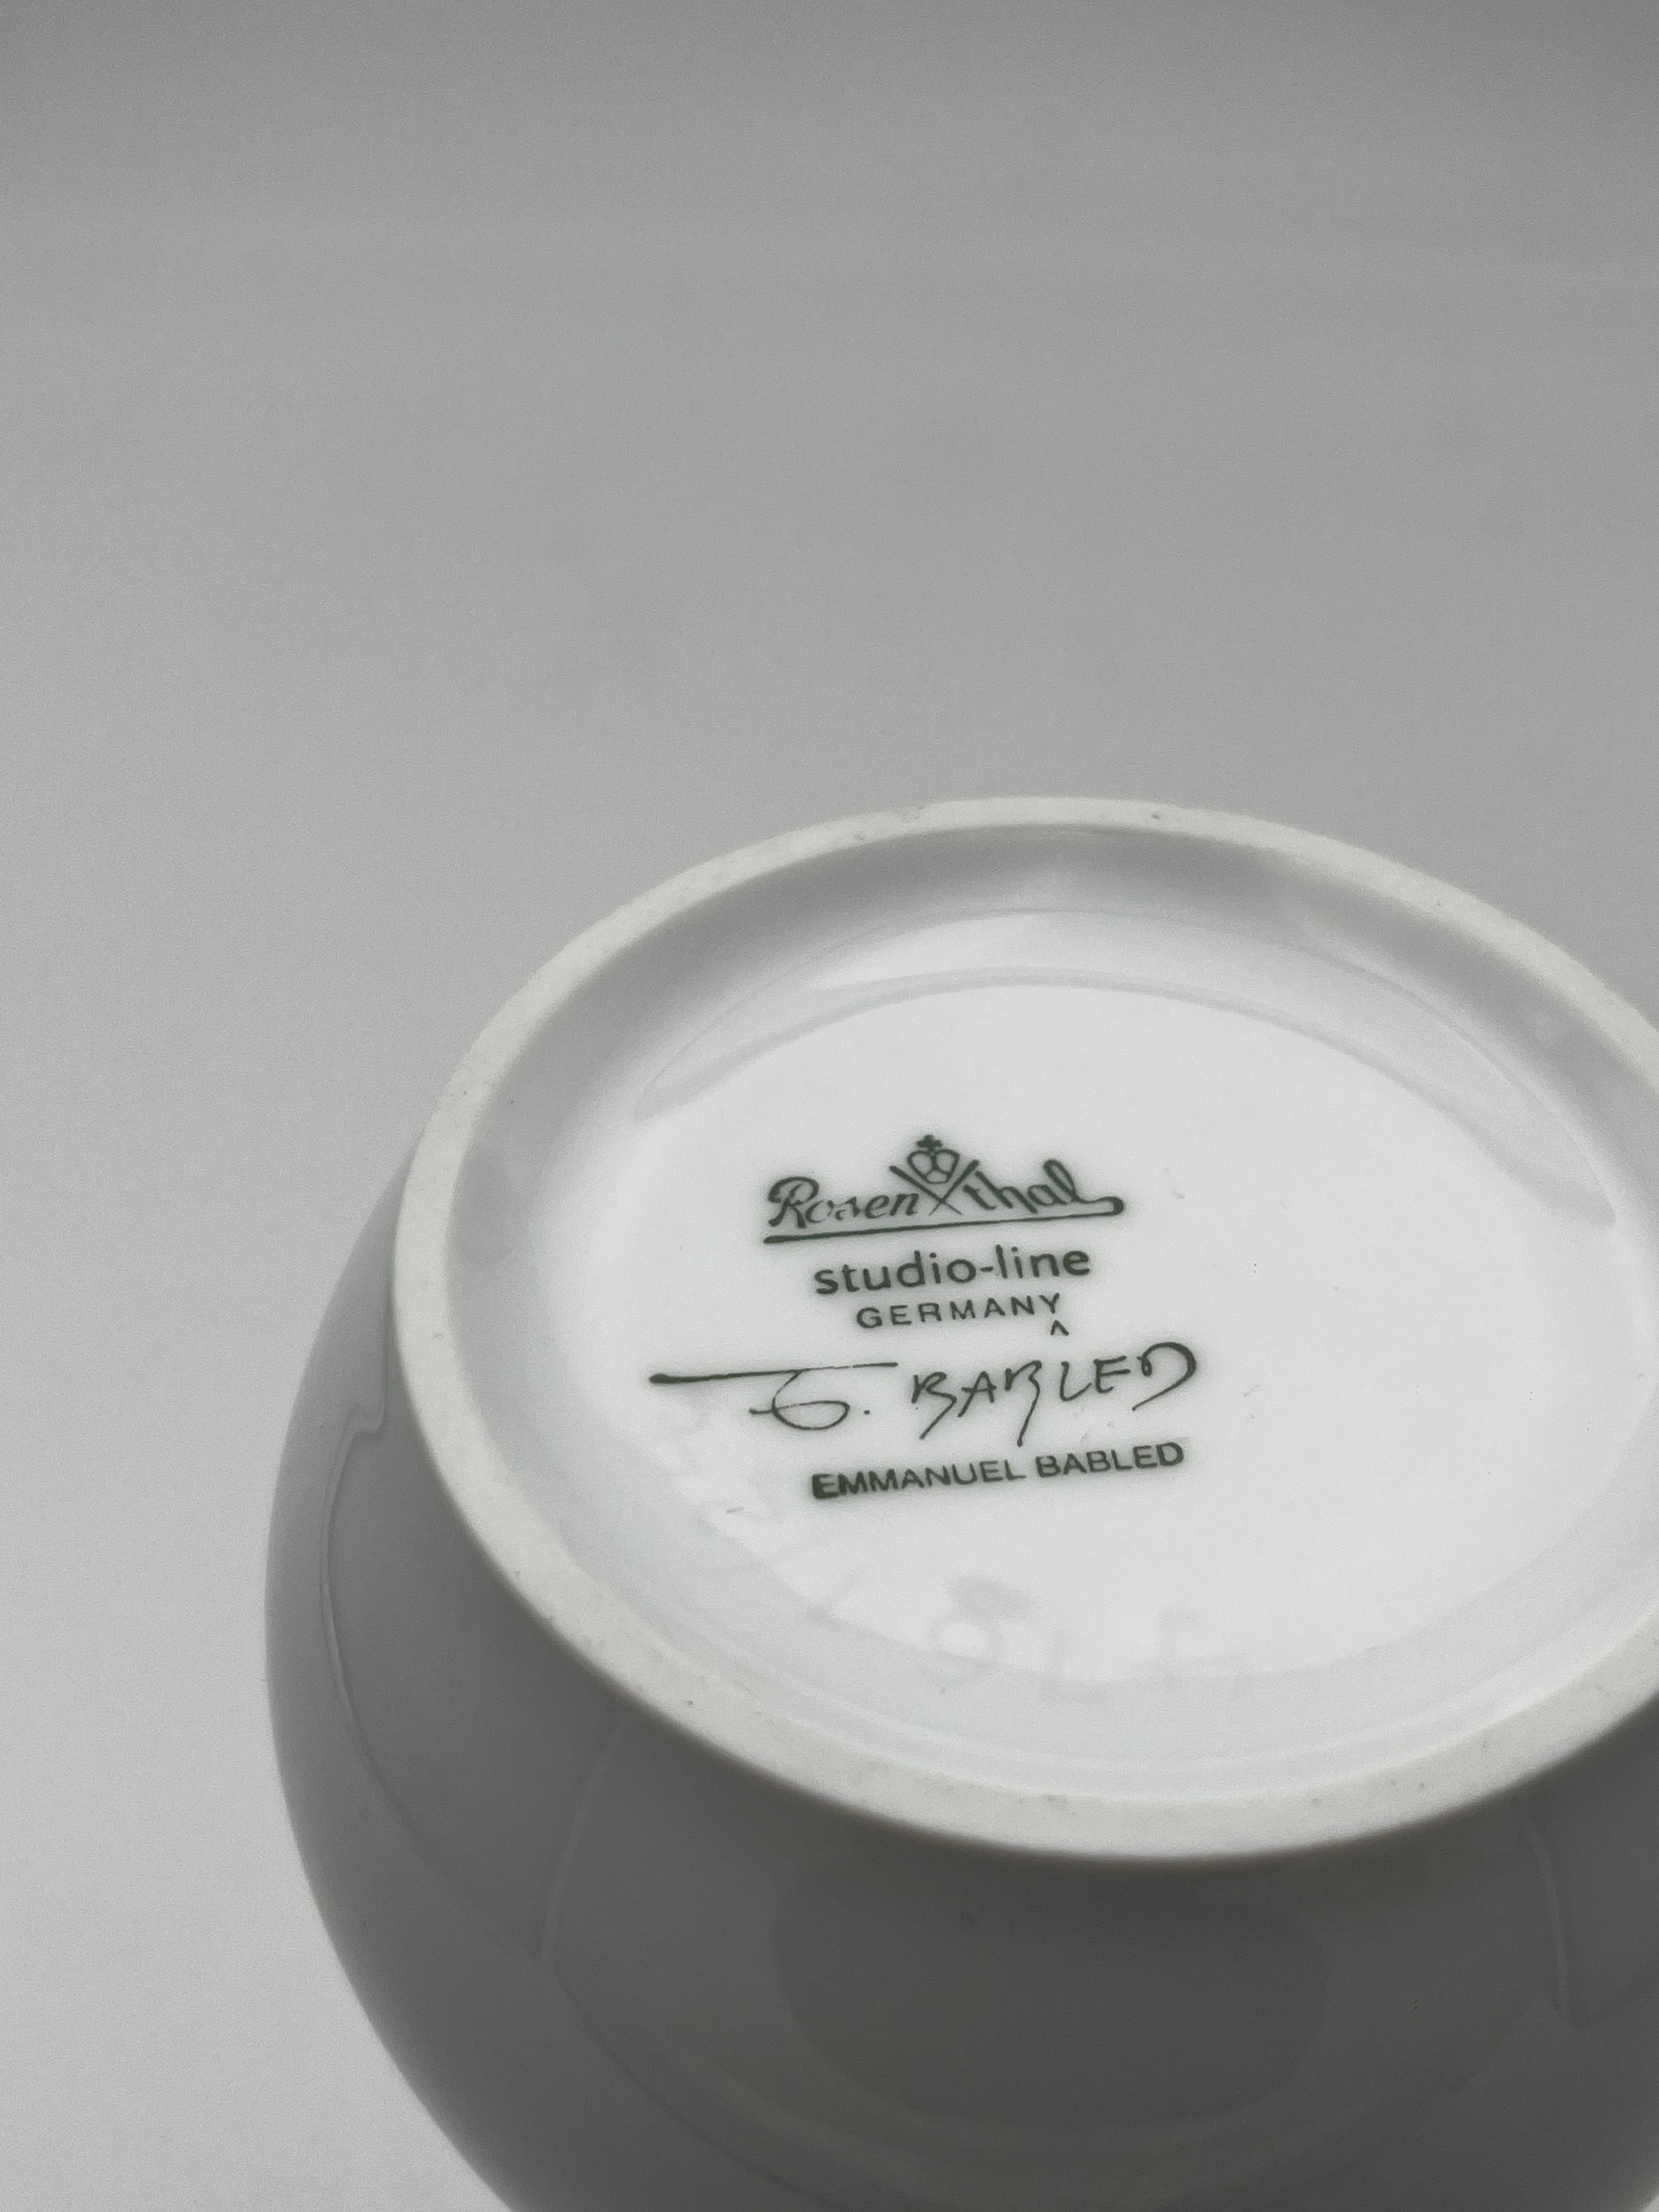 Rosenthal
studio-line
GERMANY
E. BABLED
EMMANUEL BABLED